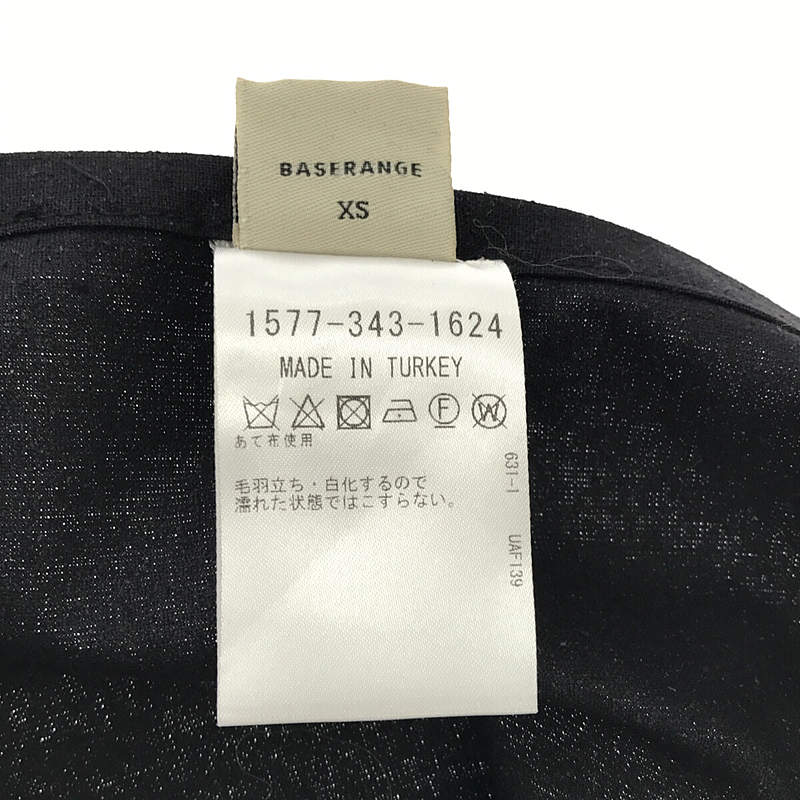 BASERANGE
XS
1577-343-1624
MADE IN TURKEY
F W
あて布使用
毛羽立ち・白化するので
濡れた状態ではこすらない。
631-1
UAF139